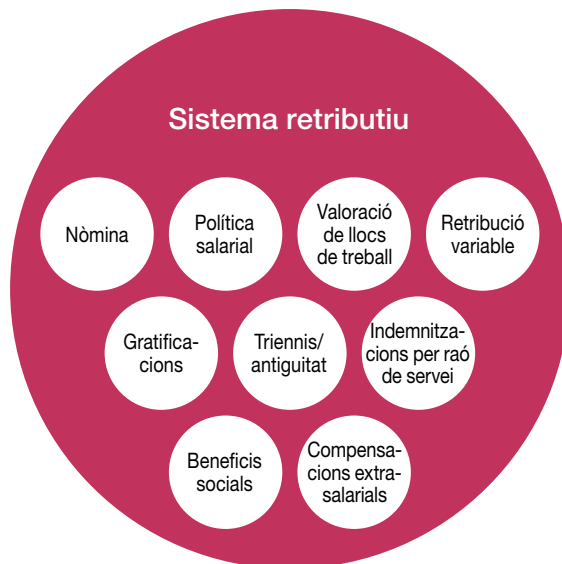 Sistema retributiu
Nòmina
Política
salarial
Valoració
de llocs
de treball
Retribució
variable
Gratifica-
cions
Triennis/
antiguitat
Indemnitza-
cions per raó
de servei
Beneficis
socials
Compensa-
cions extra-
salarials